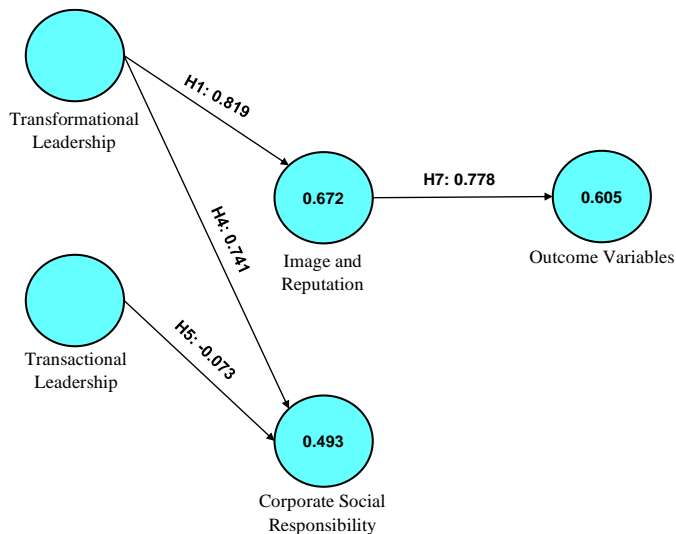 Transformational
Leadership
H1: 0.819
H7: 0.778
0.672
0.605
H4: 0.741
Image and
Reputation
Outcome Variables
Transactional
Leadership
H5: -0.073
0.493
Corporate Social
Responsibility